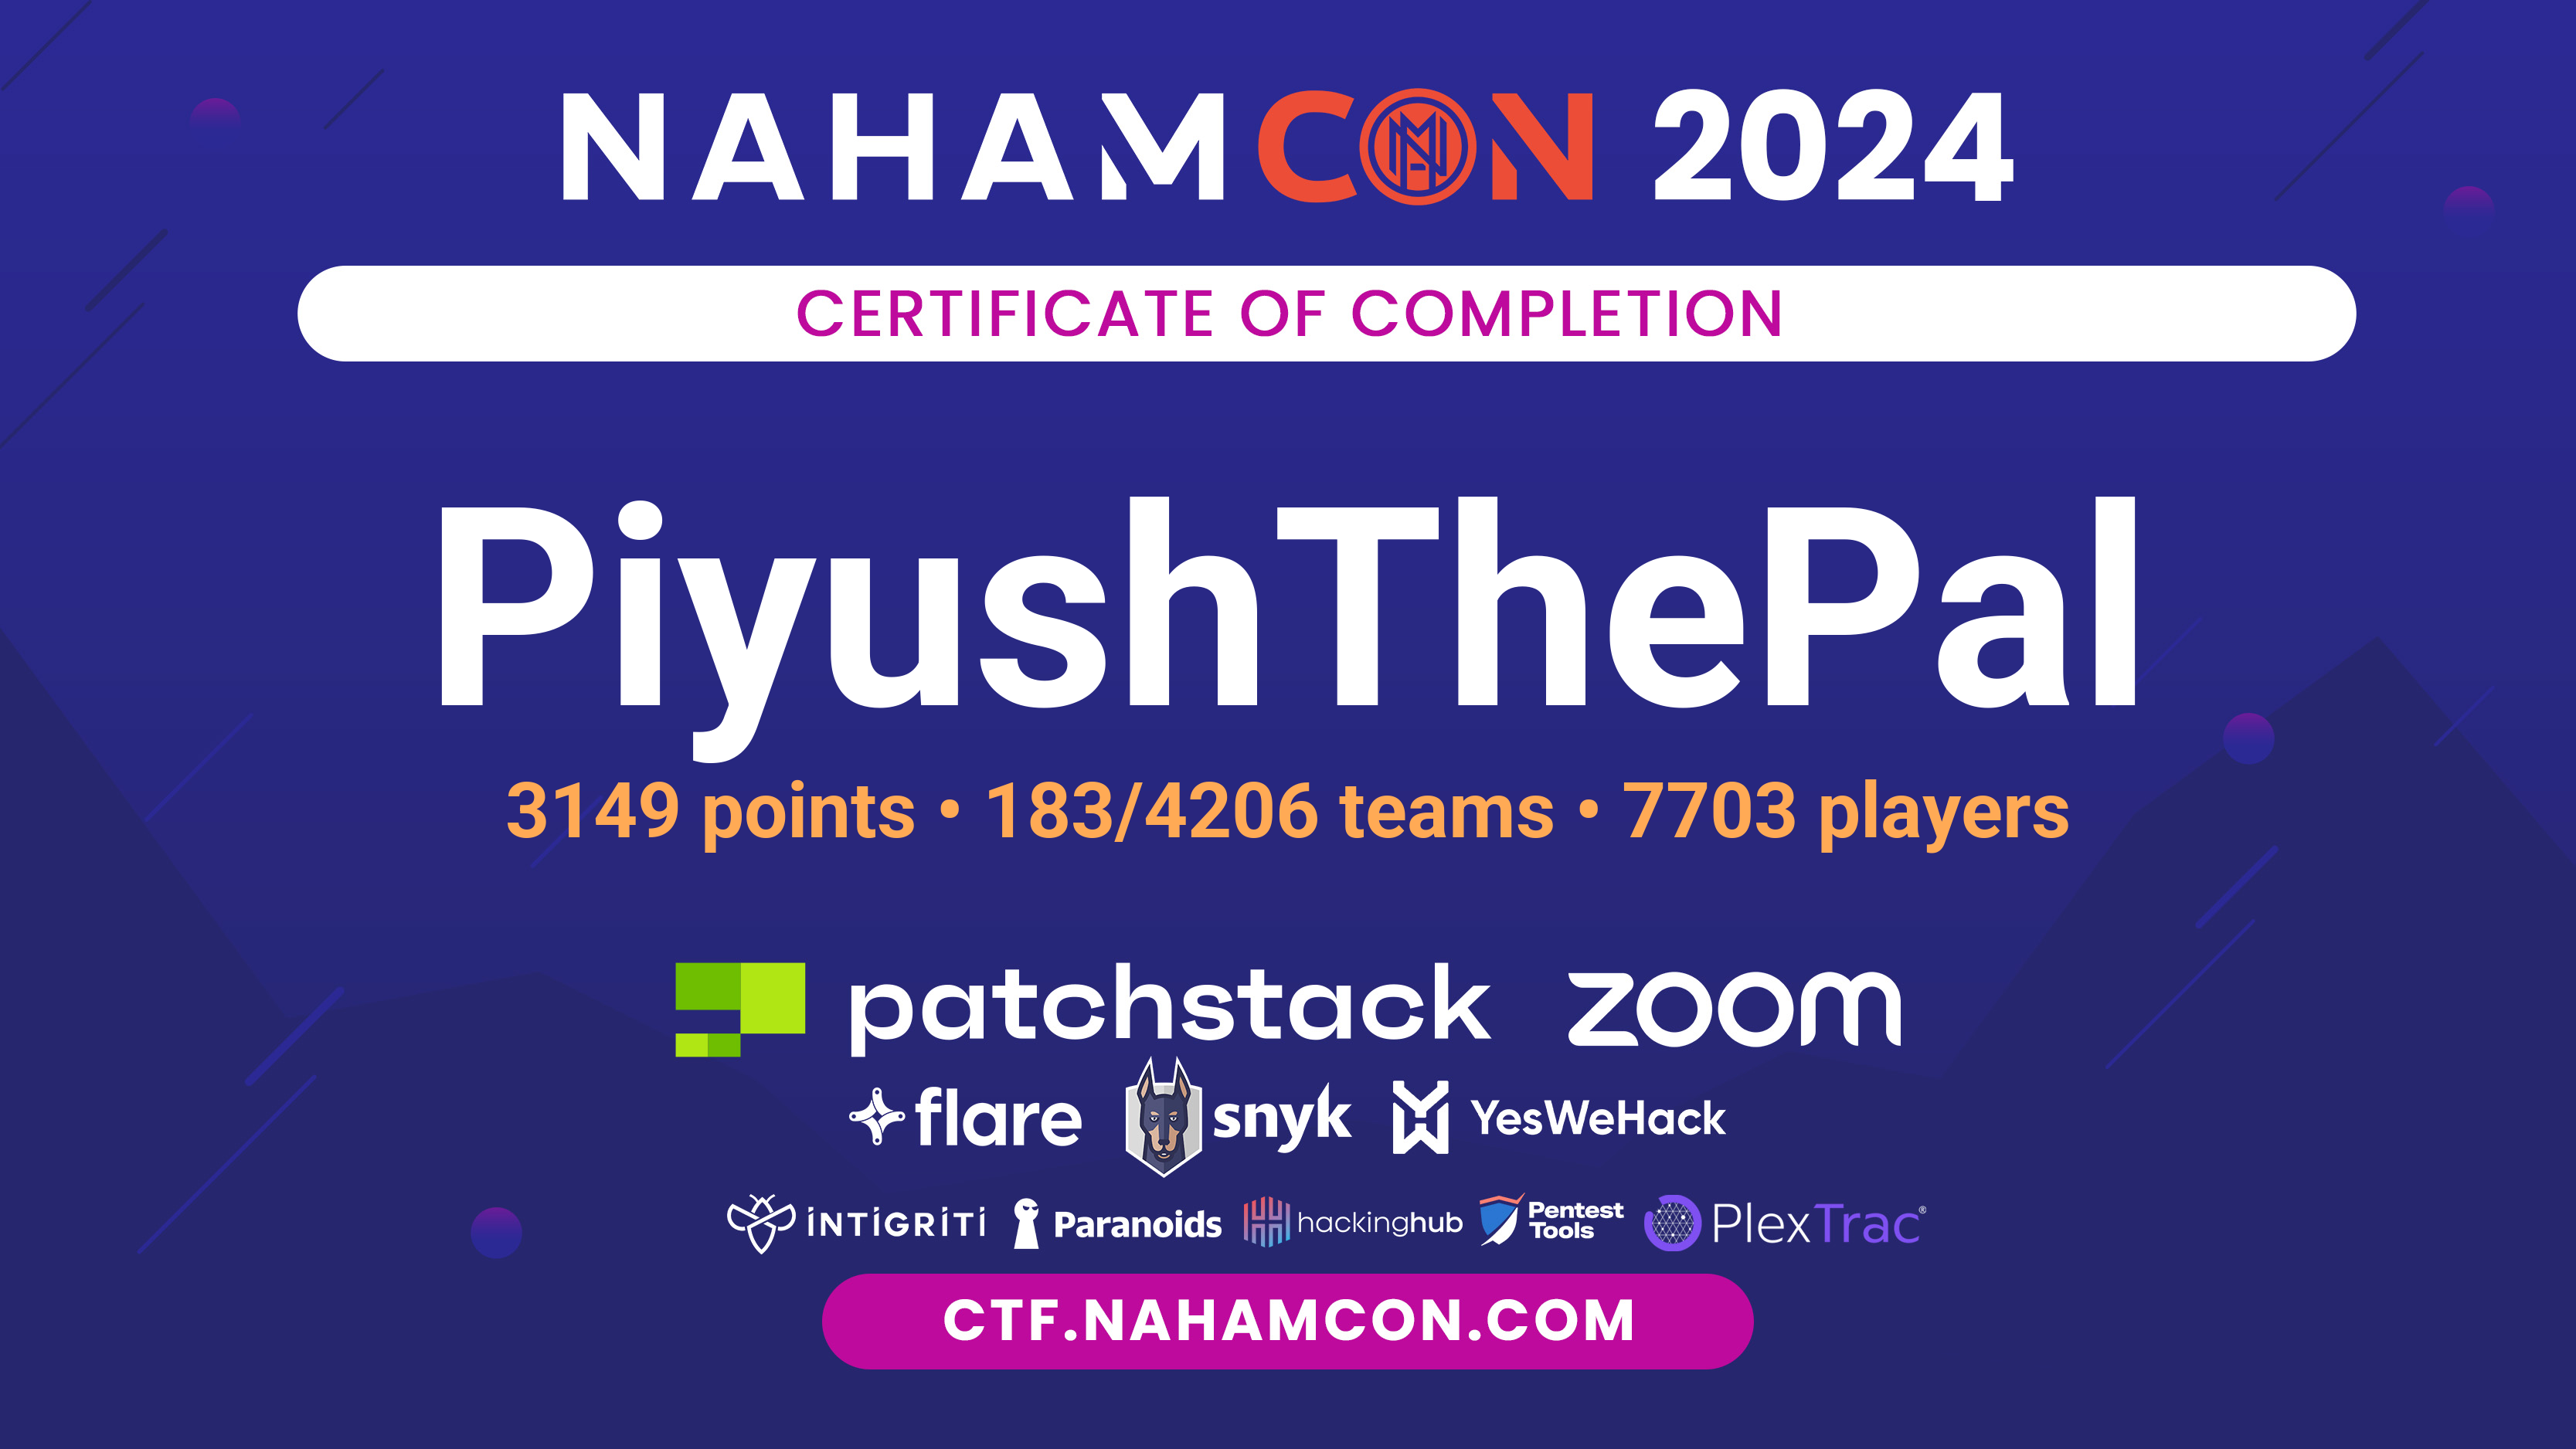 NAHAMCON 2024
CERTIFICATE OF COMPLETION
PiyushThePal
3149 points • 183/4206 teams • 7703 players
patchstack zoom
flare snyk YesWeHack
INTIGRITI Paranoids hackinghub Pentest Tools PlexTrac®
CTF.NAHAMCON.COM